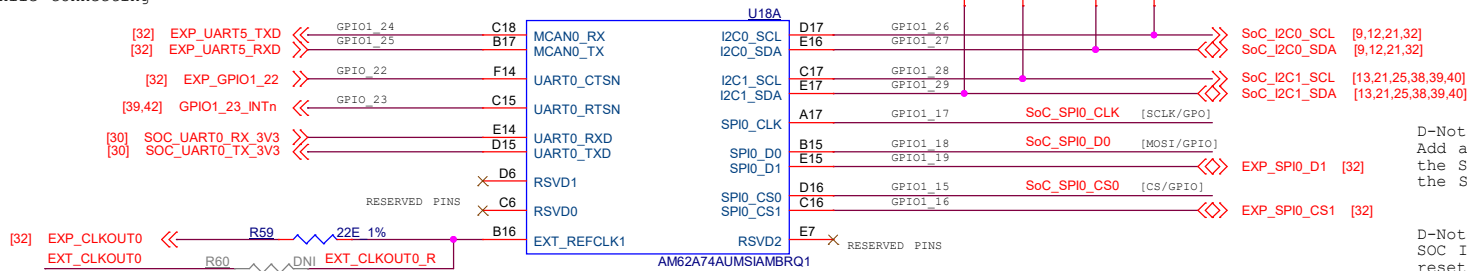 U18A
[32] EXP_UART5_TXD GPIO1_24 C18 MCAN0_RX I2C0_SCL D17 GPIO1_26 SoC_I2C0_SCL [9,12,21,32]
[32] EXP_UART5_RXD GPIO1_25 B17 MCAN0_TX I2C0_SDA E16 GPIO1_27 SoC_I2C0_SDA [9,12,21,32]
[32] EXP_GPIO1_22 GPIO_22 F14 UART0_CTSN I2C1_SCL C17 GPIO1_28 SoC_I2C1_SCL [13,21,25,38,39,40]
I2C1_SDA E17 GPIO1_29 SoC_I2C1_SDA [13,21,25,38,39,40]
[39,42] GPIO1_23_INTn GPIO_23 C15 UART0_RTSN
SPI0_CLK A17 GPIO1_17 SoC_SPI0_CLK [SCLK/GPO]
[30] SOC_UART0_RX_3V3 E14 UART0_RXD
[30] SOC_UART0_TX_3V3 D15 UART0_TXD SPI0_D0 B15 GPIO1_18 SoC_SPI0_D0 [MOSI/GPIO]
SPI0_D1 E15 GPIO1_19 EXP_SPI0_D1 [32]
D6 RSVD1
SPI0_CS0 D16 GPIO1_15 SoC_SPI0_CS0 [CS/GPIO]
RESERVED PINS C6 RSVD0 SPI0_CS1 C16 GPIO1_16 EXP_SPI0_CS1 [32]
[32] EXP_CLKOUT0 R59 22E_1% B16 EXT_REFCLK1 RSVD2 E7 RESERVED PINS
EXT_CLKOUT0 R60 DNI EXT_CLKOUT0_R
AM62A74AUMSIAMBRQ1
D-Not
Add a
the S
the S
D-Not
SOC I
reset